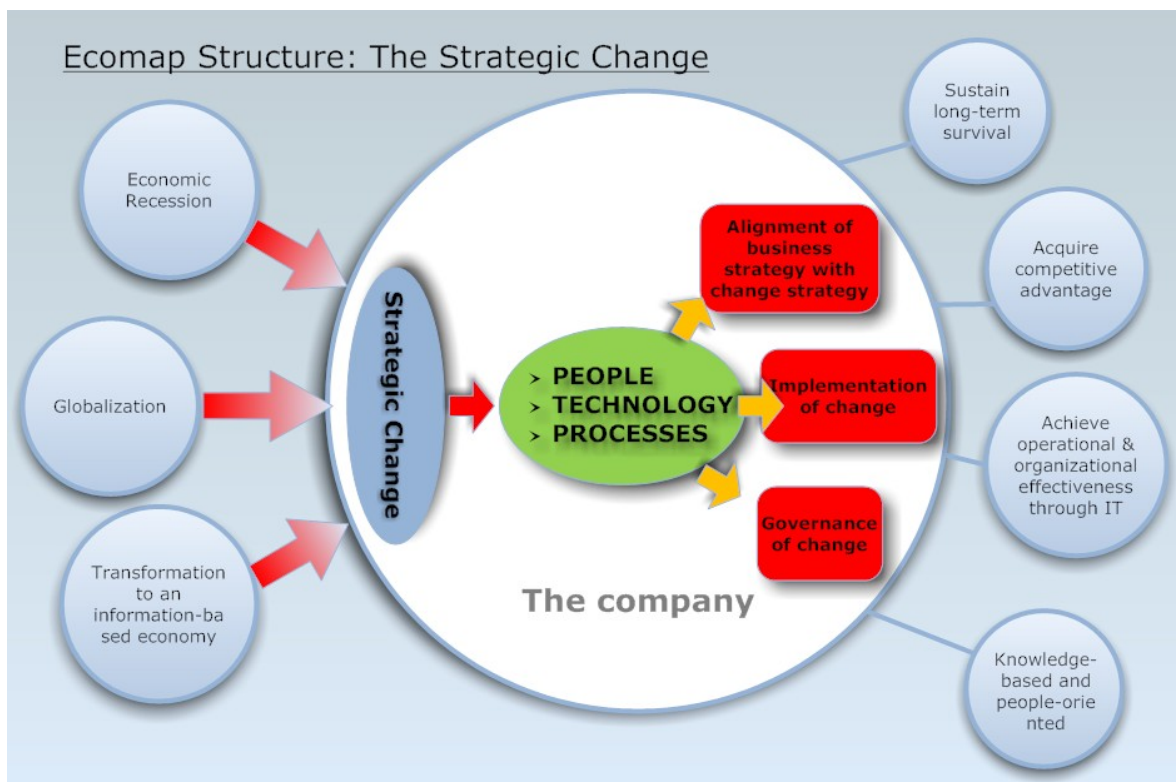 Ecomap Structure: The Strategic Change
Economic
Recession
Globalization
Transformation
to an
information-ba
sed economy
Strategic Change
➢ PEOPLE
➢ TECHNOLOGY
➢ PROCESSES
Alignment of
business
strategy with
change strategy
Implementation
of change
Governance
of change
The company
Sustain
long-term
survival
Acquire
competitive
advantage
Achieve
operational &
organizational
effectiveness
through IT
Knowledge-
based and
people-orie
nted